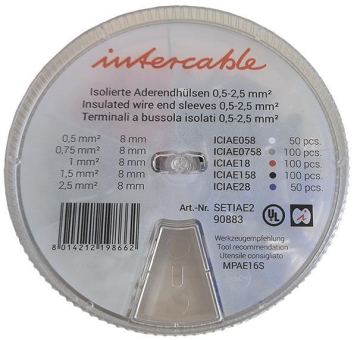 intercable
Isolierte Aderendhülsen 0,5-2,5 mm²
Insulated wire end sleeves 0,5-2,5 mm²
Terminali a bussola isolati 0,5-2,5 mm²
0,5 mm² 8 mm ICIAE058 50 pcs.
0,75 mm² 8 mm ICIAE0758 100 pcs.
1 mm² 8 mm ICIAE18 100 pcs.
1,5 mm² 8 mm ICIAE158 100 pcs.
2,5 mm² 8 mm ICIAE28 50 pcs.
Art.-Nr. SETIAE2
90883
UL
8 014212 198662
Werkzeugempfehlung
Tool recommendation
Utensile consigliato
MPAE16S